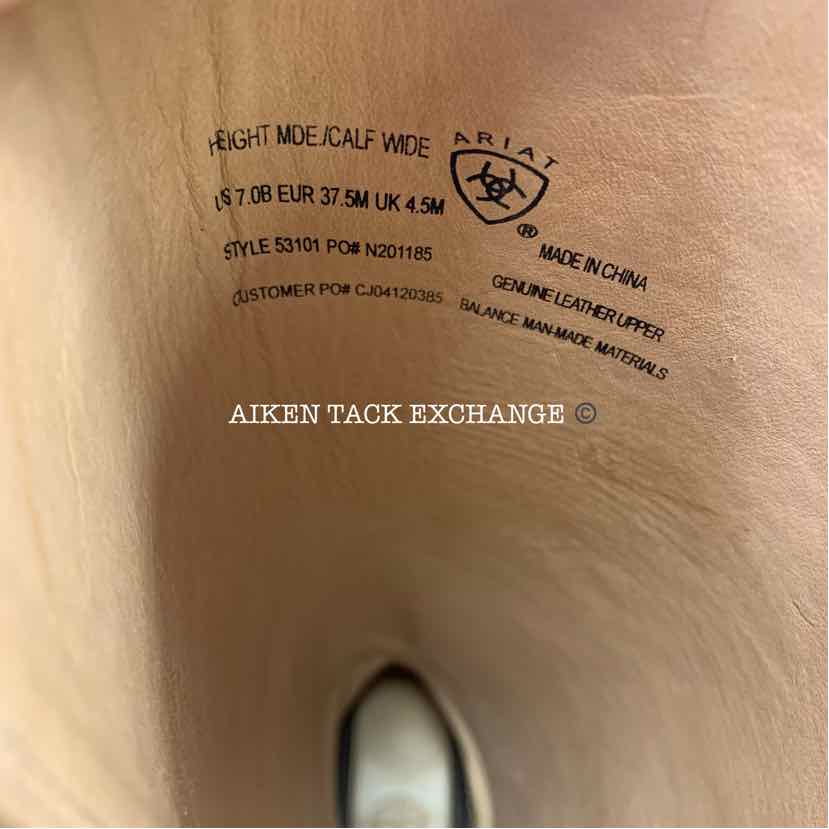 HEIGHT MDE./CALF WIDE
US 7.0B EUR 37.5M UK 4.5M
STYLE 53101 PO# N201185
CUSTOMER PO# CJ04120385
ARIAT
®
MADE IN CHINA
GENUINE LEATHER UPPER
BALANCE MAN-MADE MATERIALS
AIKEN TACK EXCHANGE ©